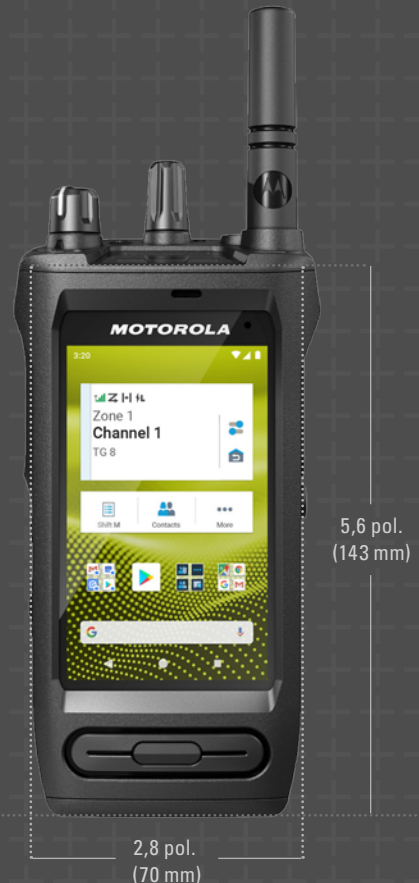 MOTOROLA
3:20
Zone 1
Channel 1
TG 8
Shift M
Contacts
More
5,6 pol.
(143 mm)
2,8 pol.
(70 mm)